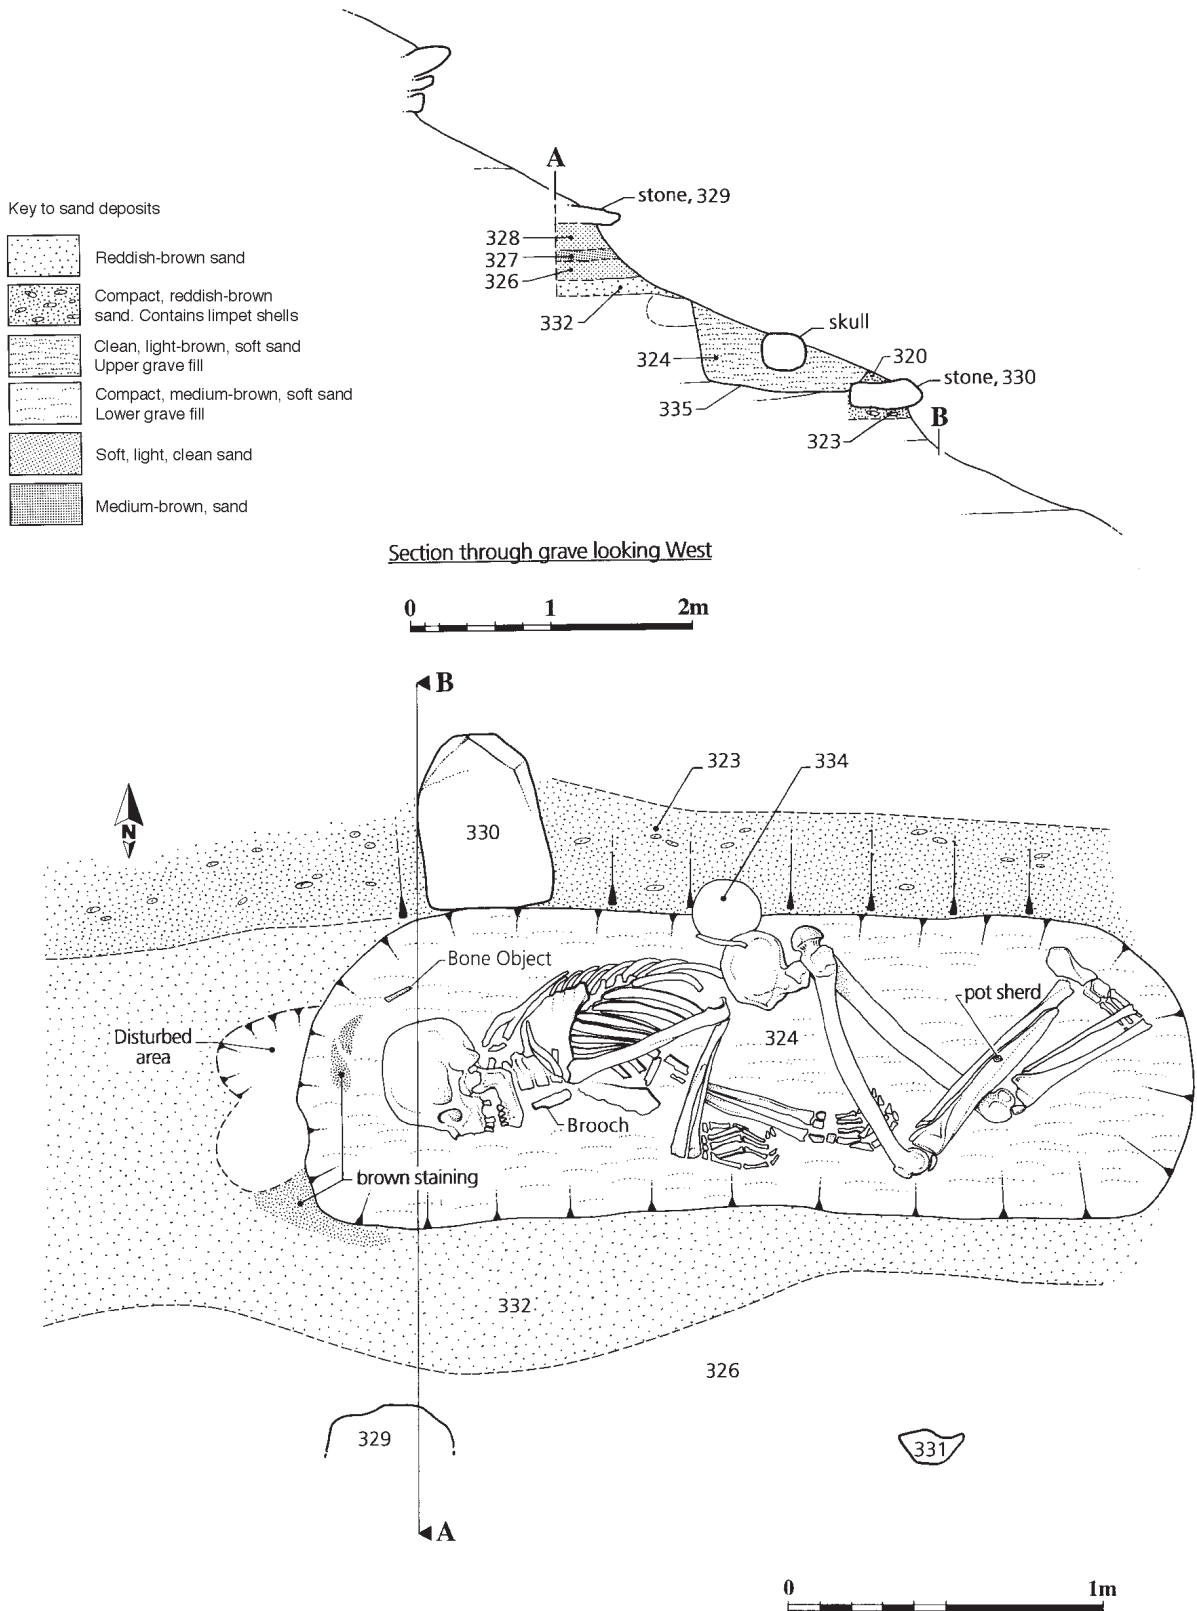 A
stone, 329
Key to sand deposits
328
327
326
332
skull
324
320
stone, 330
335
B
323
Reddish-brown sand
Compact, reddish-brown
sand. Contains limpet shells
Clean, light-brown, soft sand
Upper grave fill
Compact, medium-brown, soft sand
Lower grave fill
Soft, light, clean sand
Medium-brown, sand
Section through grave looking West
0 1 2m
B
323
334
N
330
Bone Object
pot sherd
Disturbed
area
324
Brooch
brown staining
332
326
329
331
A
0 1m